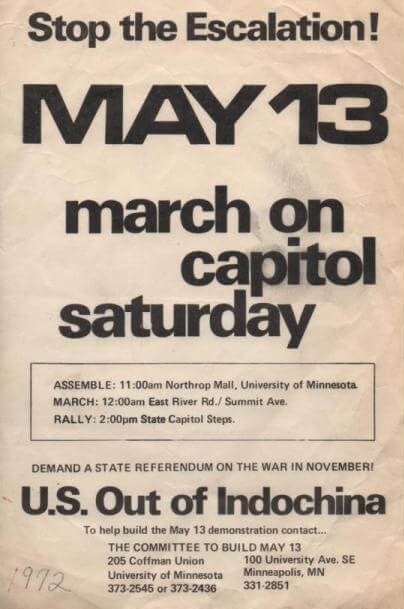 Stop the Escalation!
MAY 13
march on
capitol
saturday
ASSEMBLE: 11:00am Northrop Mall, University of Minnesota.
MARCH: 12:00am East River Rd./ Summit Ave.
RALLY: 2:00pm State Capitol Steps.
DEMAND A STATE REFERENDUM ON THE WAR IN NOVEMBER!
U.S. Out of Indochina
To help build the May 13 demonstration contact...
THE COMMITTEE TO BUILD MAY 13
205 Coffman Union
University of Minnesota
373-2545 or 373-2436
100 University Ave. SE
Minneapolis, MN
331-2851
1972